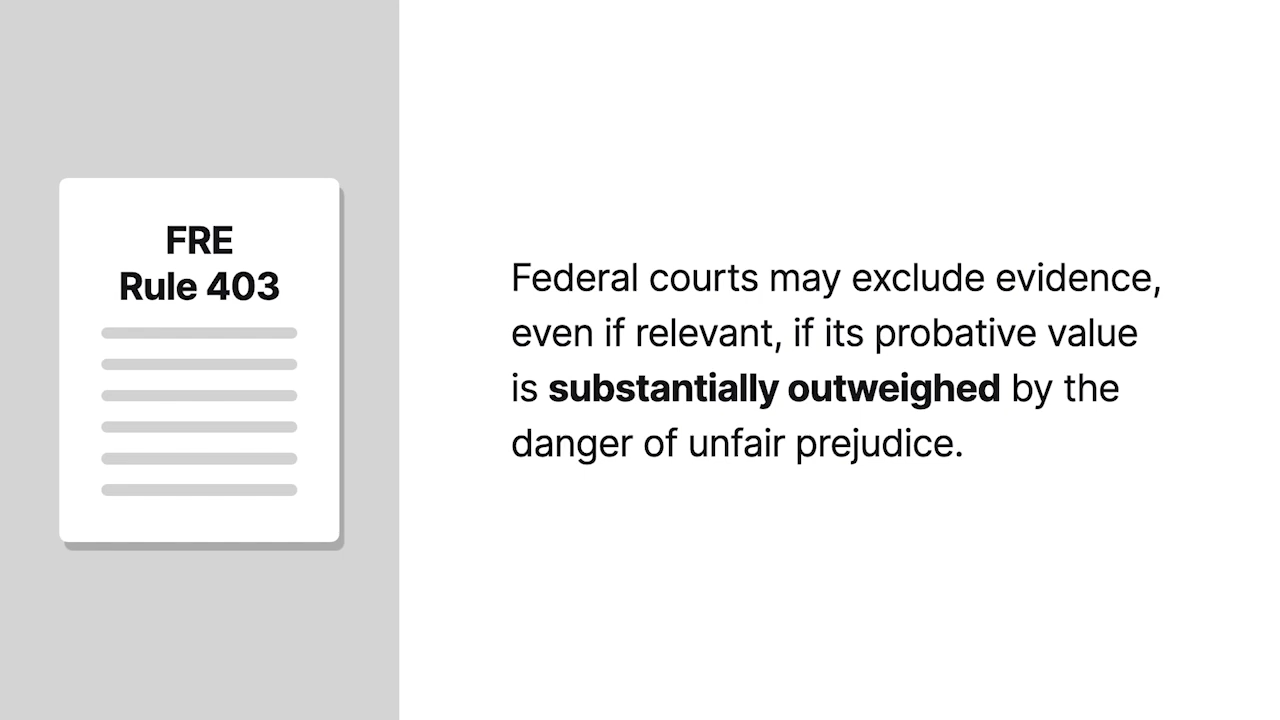 FRE
Rule 403
Federal courts may exclude evidence,
even if relevant, if its probative value
is substantially outweighed by the
danger of unfair prejudice.